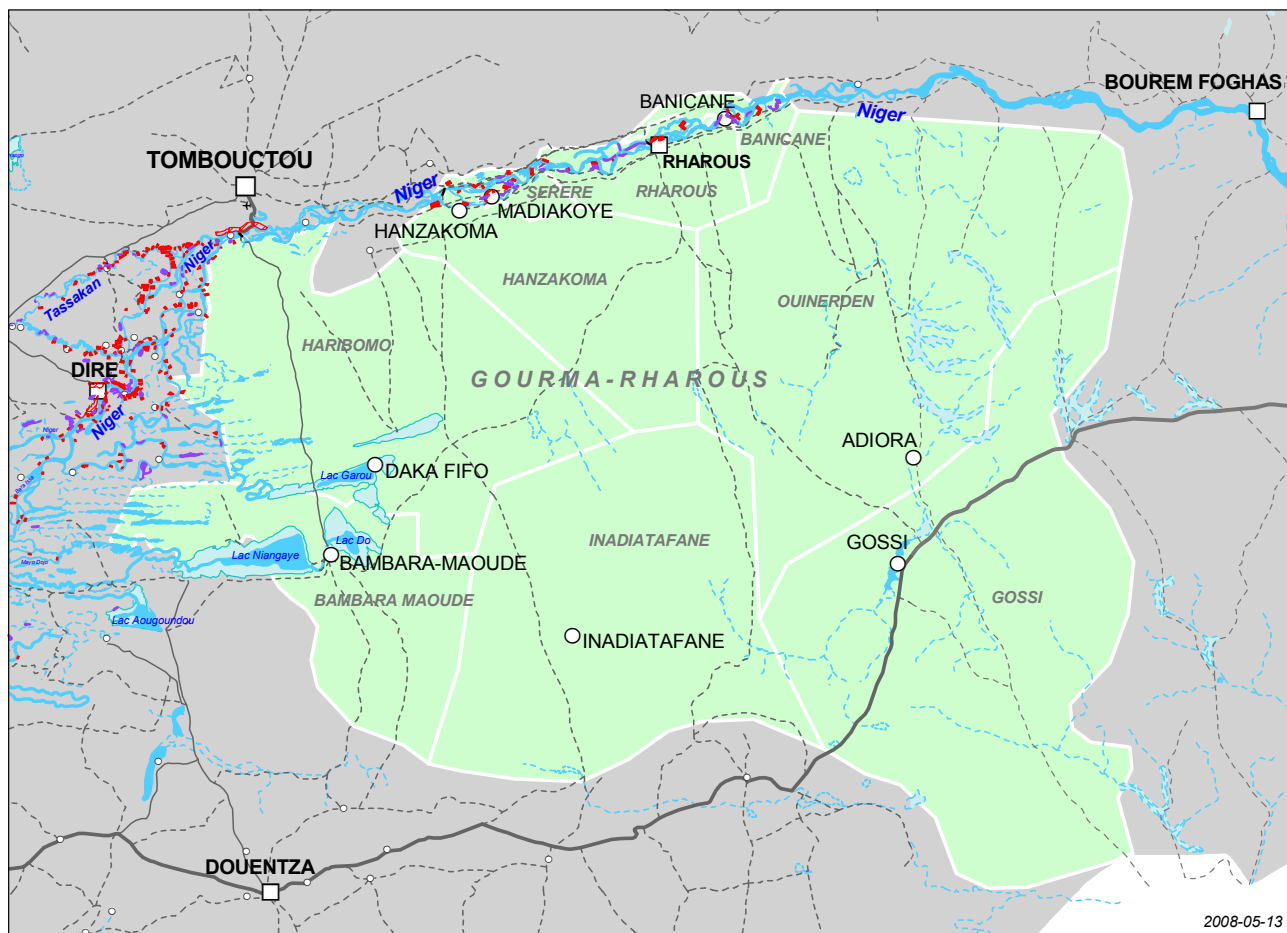 BOUREM FOGHAS
BANICANE
Niger
BANICANE
TOMBOUCTOU
RHAROUS
Niger
SERERE
RHAROUS
MADIAKOYE
HANZAKOMA
Niger
Tassakan
HANZAKOMA
OUINERDEN
HARIBOMO
DIRE
GOURMA-RHAROUS
Niger
Niger
ADIORA
Lac Garou
DAKA FIFO
Lac Do
INADIATAFANE
GOSSI
Lac Niangaye
BAMBARA-MAOUDE
BAMBARA MAOUDE
GOSSI
Lac Aougoundou
INADIATAFANE
DOUENTZA
2008-05-13